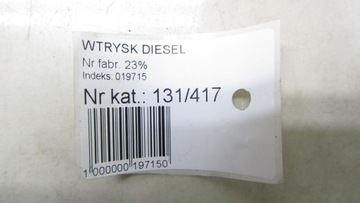 WTRYSK DIESEL
Nr fabr. 23%
Indeks. 019715
Nr kat.: 131/417
1 000000 197150